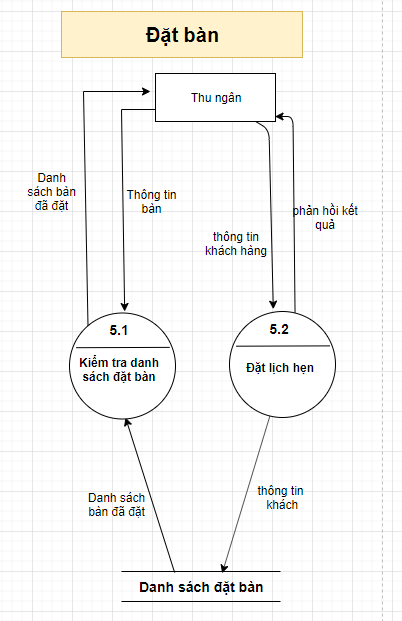 Đặt bàn
Thu ngân
Danh
sách bàn
đã đặt
Thông tin
bàn
thông tin
khách hàng
phản hồi kết
quả
5.1
Kiểm tra danh
sách đặt bàn
5.2
Đặt lịch hẹn
Danh sách
bàn đã đặt
thông tin
khách
Danh sách đặt bàn